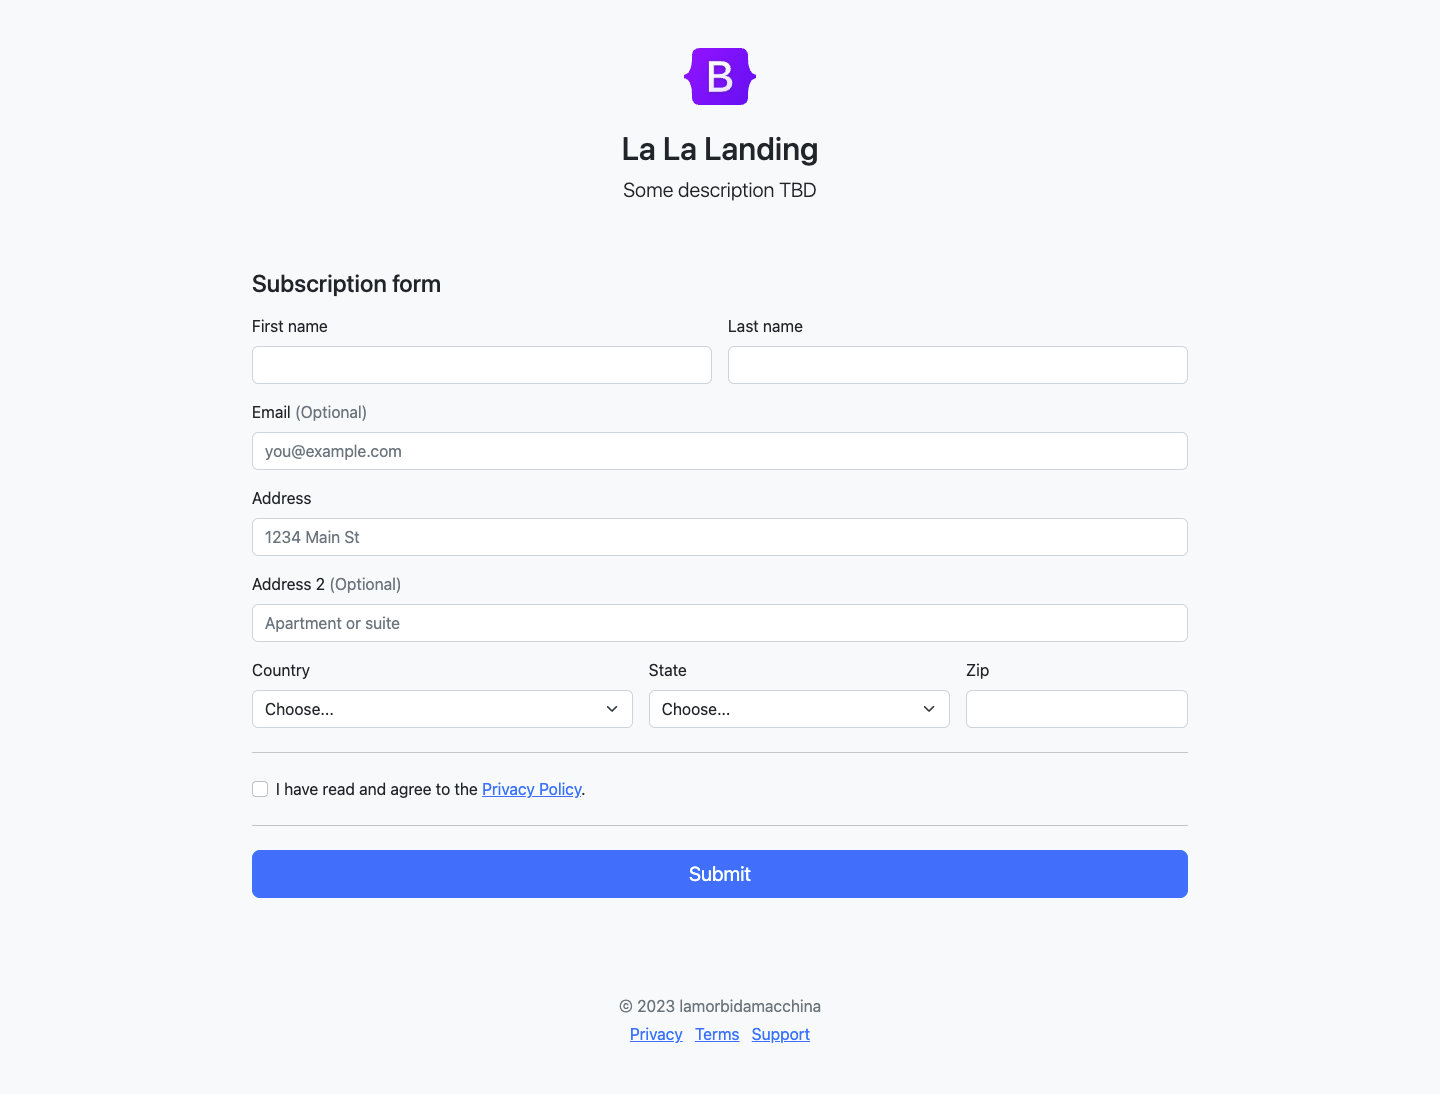 B
La La Landing
Some description TBD
Subscription form
First name
Last name
Email (Optional)
you@example.com
Address
1234 Main St
Address 2 (Optional)
Apartment or suite
Country
State
Zip
Choose...
Choose...
I have read and agree to the Privacy Policy.
Submit
© 2023 lamorbidamacchina
Privacy Terms Support